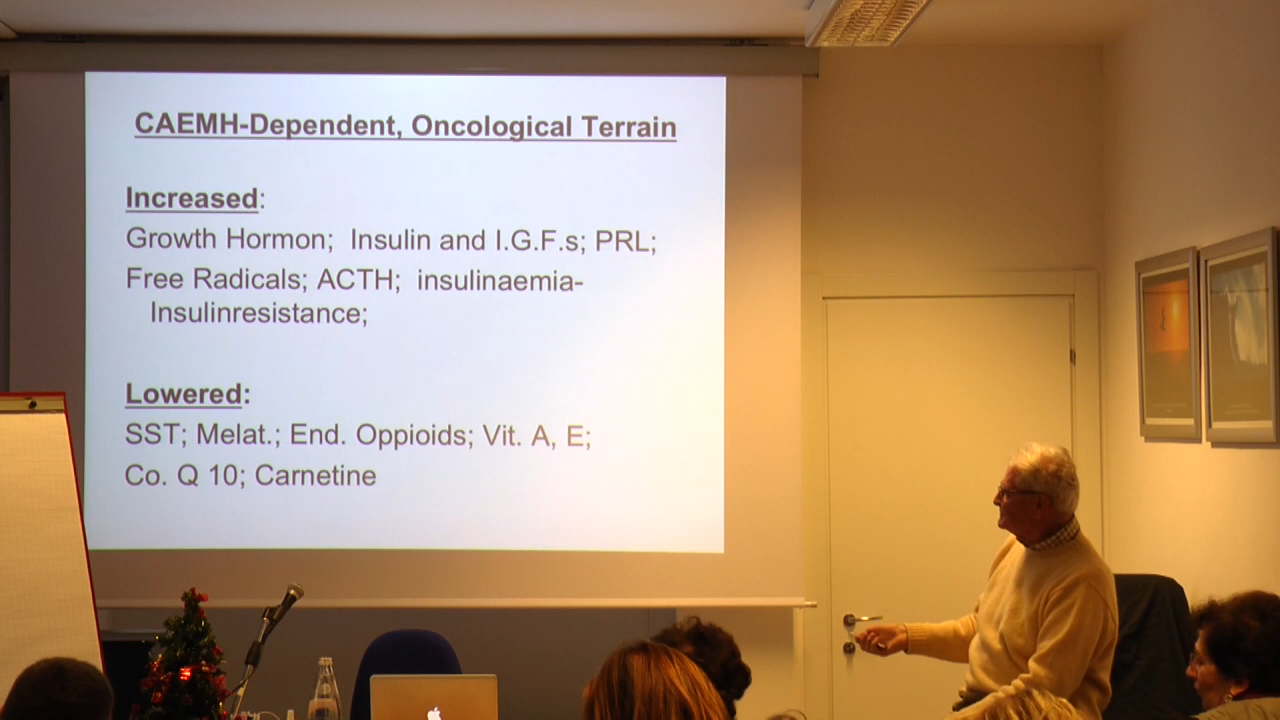 CAEMH-Dependent, Oncological Terrain
Increased:
Growth Hormon; Insulin and I.G.F.s; PRL;
Free Radicals; ACTH; insulinaemia-
Insulinresistance;
Lowered:
SST; Melat.; End. Oppioids; Vit. A, E;
Co. Q 10; Carnetine